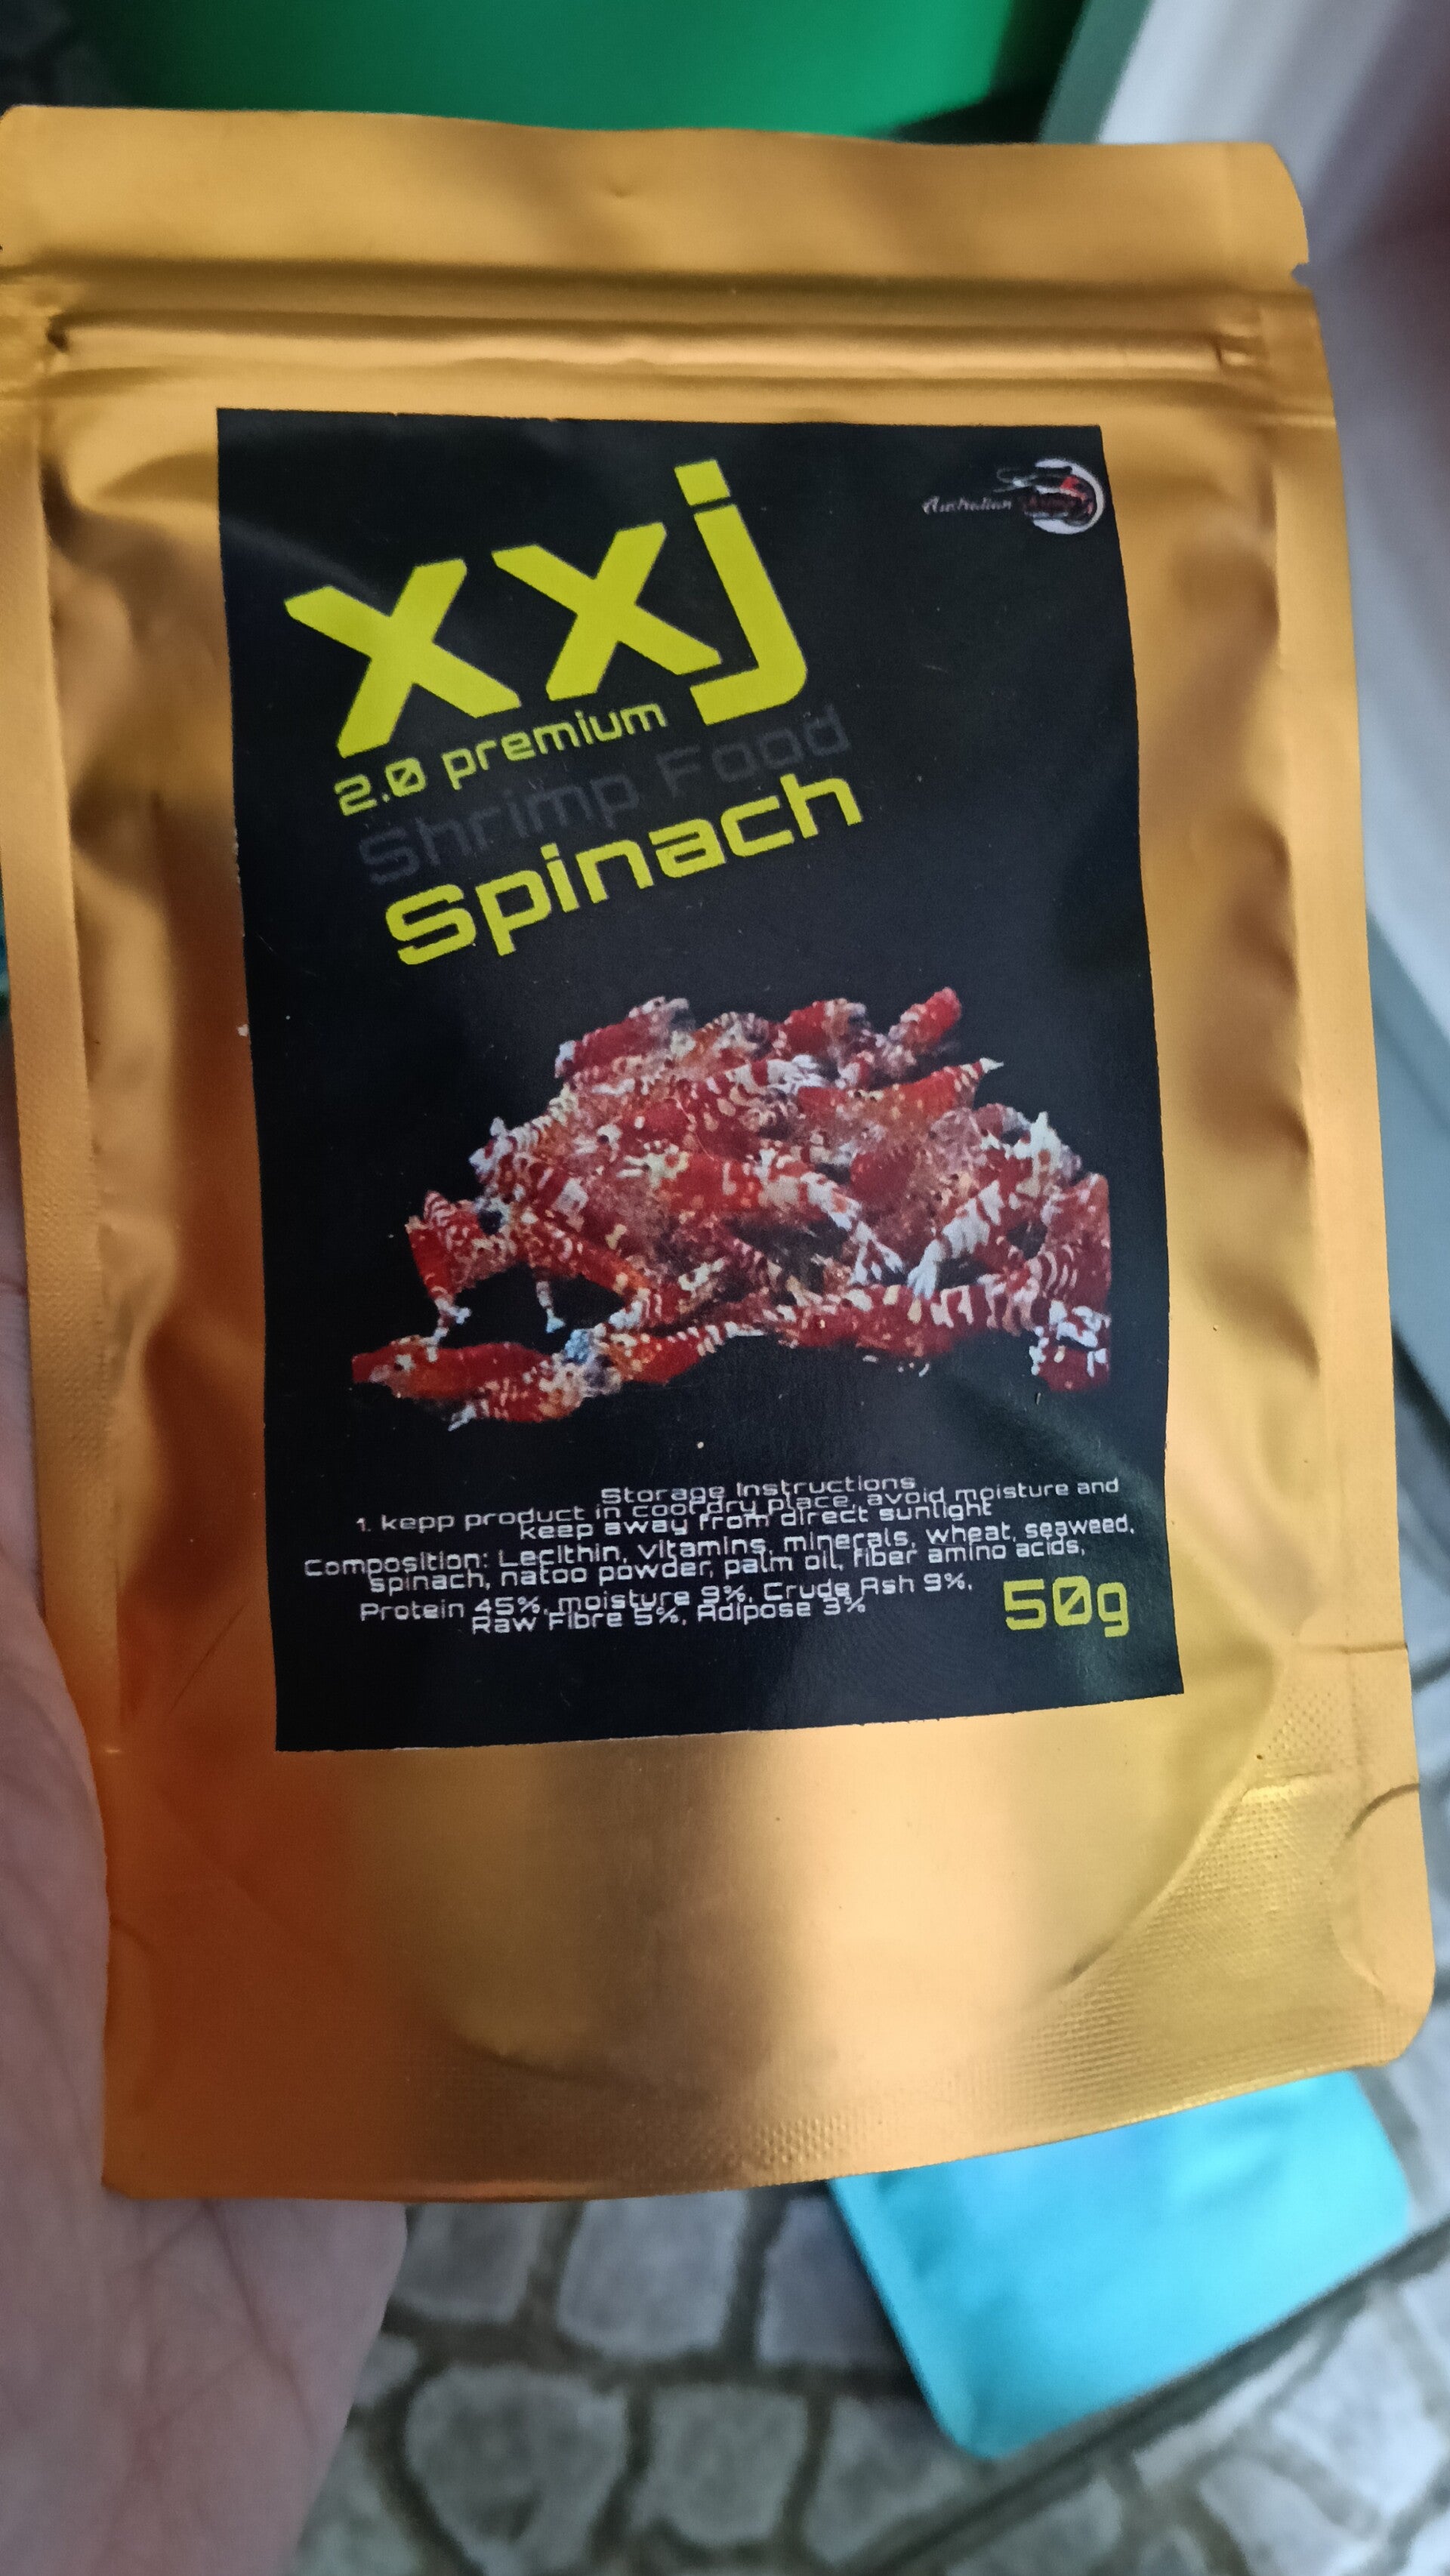 Australian
xxj
2.0 premium
Shrimp Food
Spinach
Storage Instructions
1. kepp product in cool dry place, avoid moisture and
keep away from direct sunlight
Composition: Lecithin, vitamins, minerals, wheat, seaweed,
spinach, natoo powder, palm oil, fiber amino acids,
Protein 45%, moisture 9%, Crude Ash 9%,
Raw Fibre 5%, Adipose 3%
50g